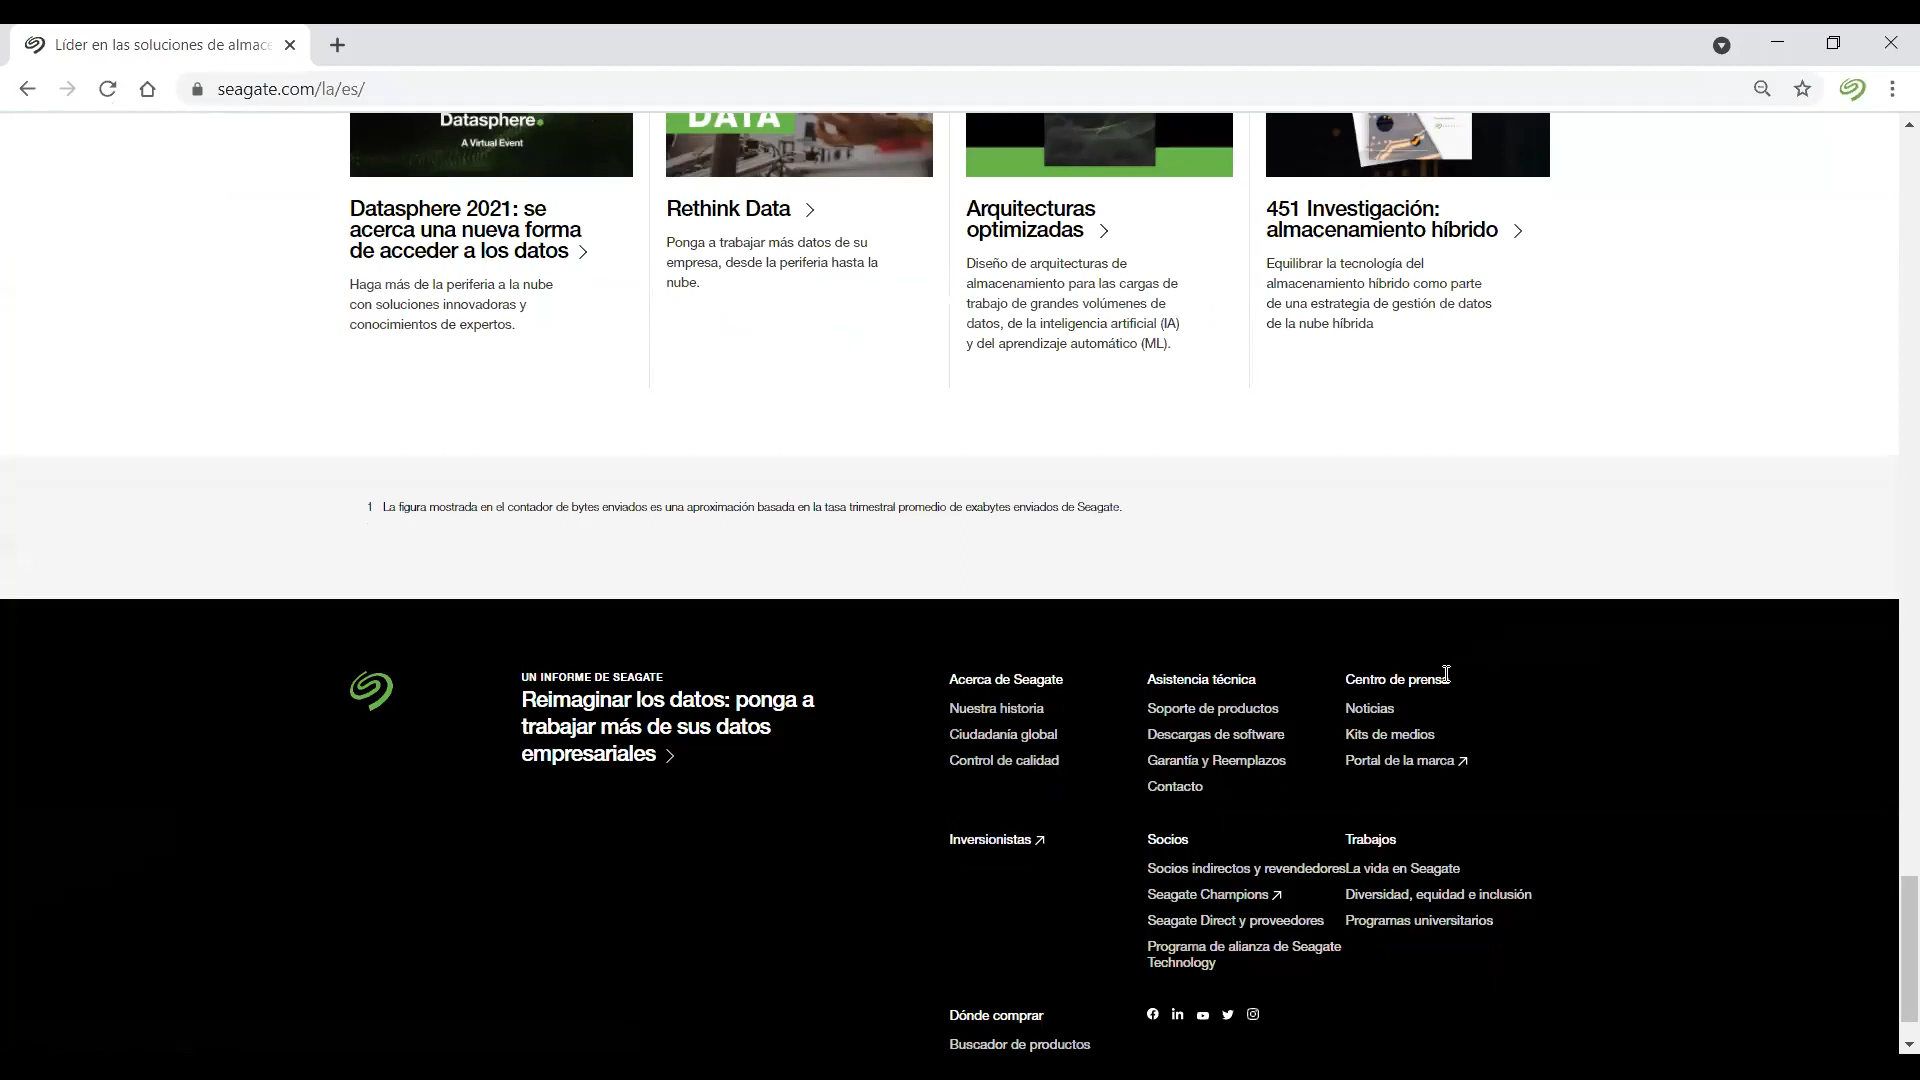 Líder en las soluciones de almace
seagate.com/la/es/
Datasphere.
A Virtual Event
DATA
Datasphere 2021: se
acerca una nueva forma
de acceder a los datos
Haga más de la periferia a la nube
con soluciones innovadoras y
conocimientos de expertos.
Rethink Data
Ponga a trabajar más datos de su
empresa, desde la periferia hasta la
nube.
Arquitecturas
optimizadas
Diseño de arquitecturas de
almacenamiento para las cargas de
trabajo de grandes volúmenes de
datos, de la inteligencia artificial (IA)
y del aprendizaje automático (ML).
451 Investigación:
almacenamiento híbrido
Equilibrar la tecnología del
almacenamiento híbrido como parte
de una estrategia de gestión de datos
de la nube híbrida
1 La figura mostrada en el contador de bytes enviados es una aproximación basada en la tasa trimestral promedio de exabytes enviados de Seagate.
UN INFORME DE SEAGATE
Reimaginar los datos: ponga a
trabajar más de sus datos
empresariales
Acerca de Seagate
Nuestra historia
Ciudadanía global
Control de calidad
Asistencia técnica
Soporte de productos
Descargas de software
Garantía y Reemplazos
Contacto
Centro de prensa
Noticias
Kits de medios
Portal de la marca
Inversionistas
Socios
Socios indirectos y revendedores
Seagate Champions
Seagate Direct y proveedores
Programa de alianza de Seagate
Technology
Trabajos
La vida en Seagate
Diversidad, equidad e inclusión
Programas universitarios
Dónde comprar
Buscador de productos